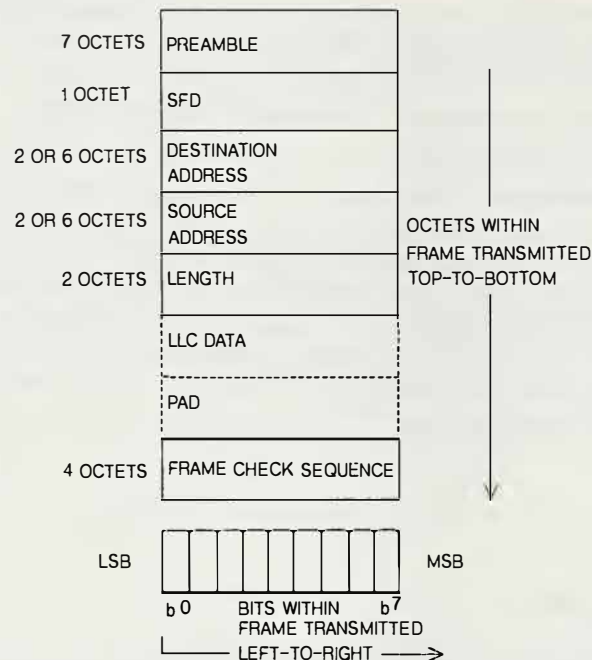 7 OCTETS PREAMBLE
1 OCTET SFD
2 OR 6 OCTETS DESTINATION
ADDRESS
2 OR 6 OCTETS SOURCE
ADDRESS
OCTETS WITHIN
FRAME TRANSMITTED
TOP-TO-BOTTOM
2 OCTETS LENGTH
LLC DATA
PAD
4 OCTETS FRAME CHECK SEQUENCE
LSB MSB
b0 BITS WITHIN b7
FRAME TRANSMITTED
LEFT-TO-RIGHT